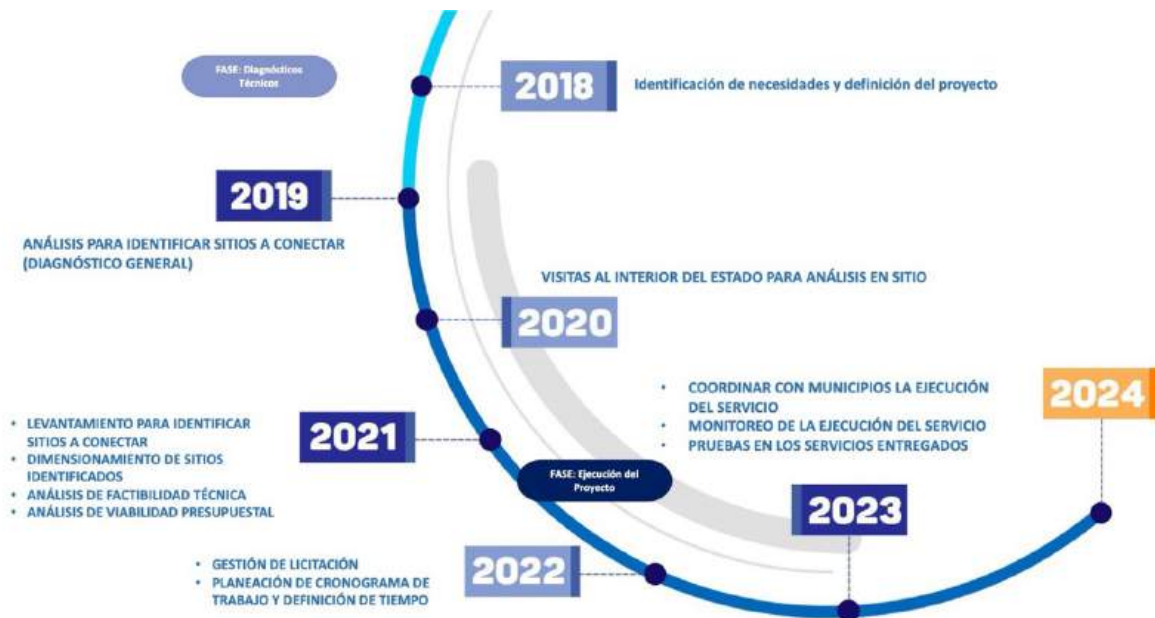 FASE: Diagnósticos
Técnicos
2018
Identificación de necesidades y definición del proyecto
2019
ANÁLISIS PARA IDENTIFICAR SITIOS A CONECTAR
(DIAGNÓSTICO GENERAL)
VISITAS AL INTERIOR DEL ESTADO PARA ANÁLISIS EN SITIO
2020
• LEVANTAMIENTO PARA IDENTIFICAR
SITIOS A CONECTAR
• DIMENSIONAMIENTO DE SITIOS
IDENTIFICADOS
• ANÁLISIS DE FACTIBILIDAD TÉCNICA
• ANÁLISIS DE VIABILIDAD PRESUPUESTAL
2021
FASE: Ejecución del
Proyecto
• GESTIÓN DE LICITACIÓN
• PLANEACIÓN DE CRONOGRAMA DE
TRABAJO Y DEFINICIÓN DE TIEMPO
2022
• COORDINAR CON MUNICIPIOS LA EJECUCIÓN
DEL SERVICIO
• MONITOREO DE LA EJECUCIÓN DEL SERVICIO
• PRUEBAS EN LOS SERVICIOS ENTREGADOS
2023
2024